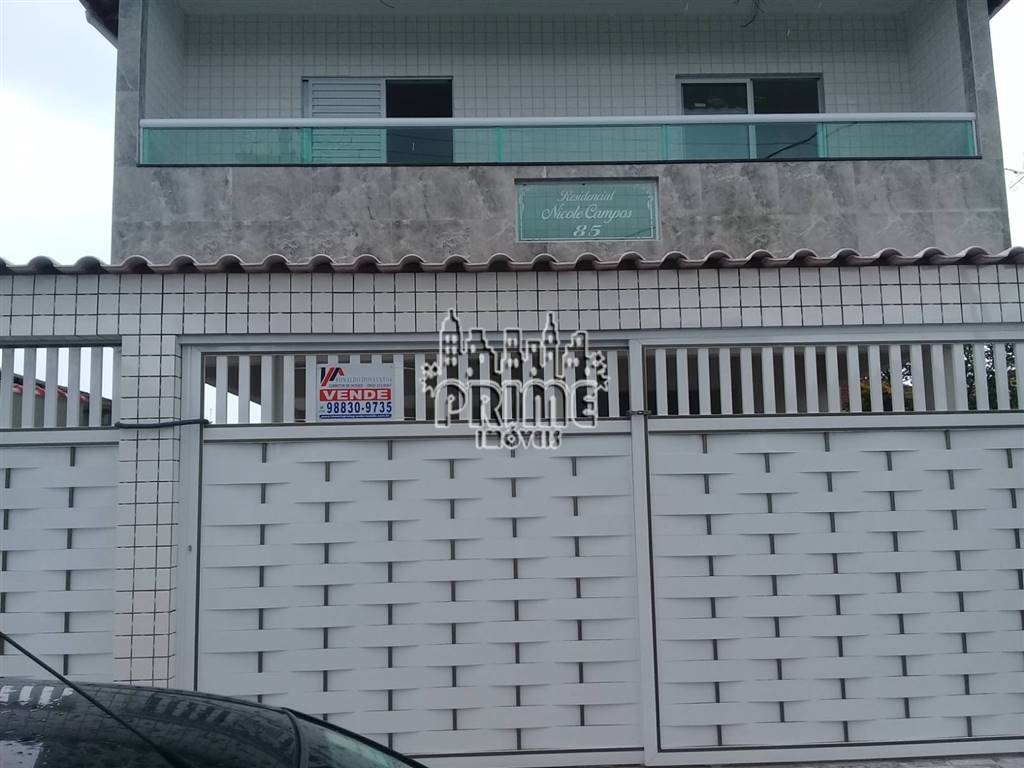 Residencial
Nicole Campos
85
VENDE
98830-9735
PRIME
IMÓVEIS